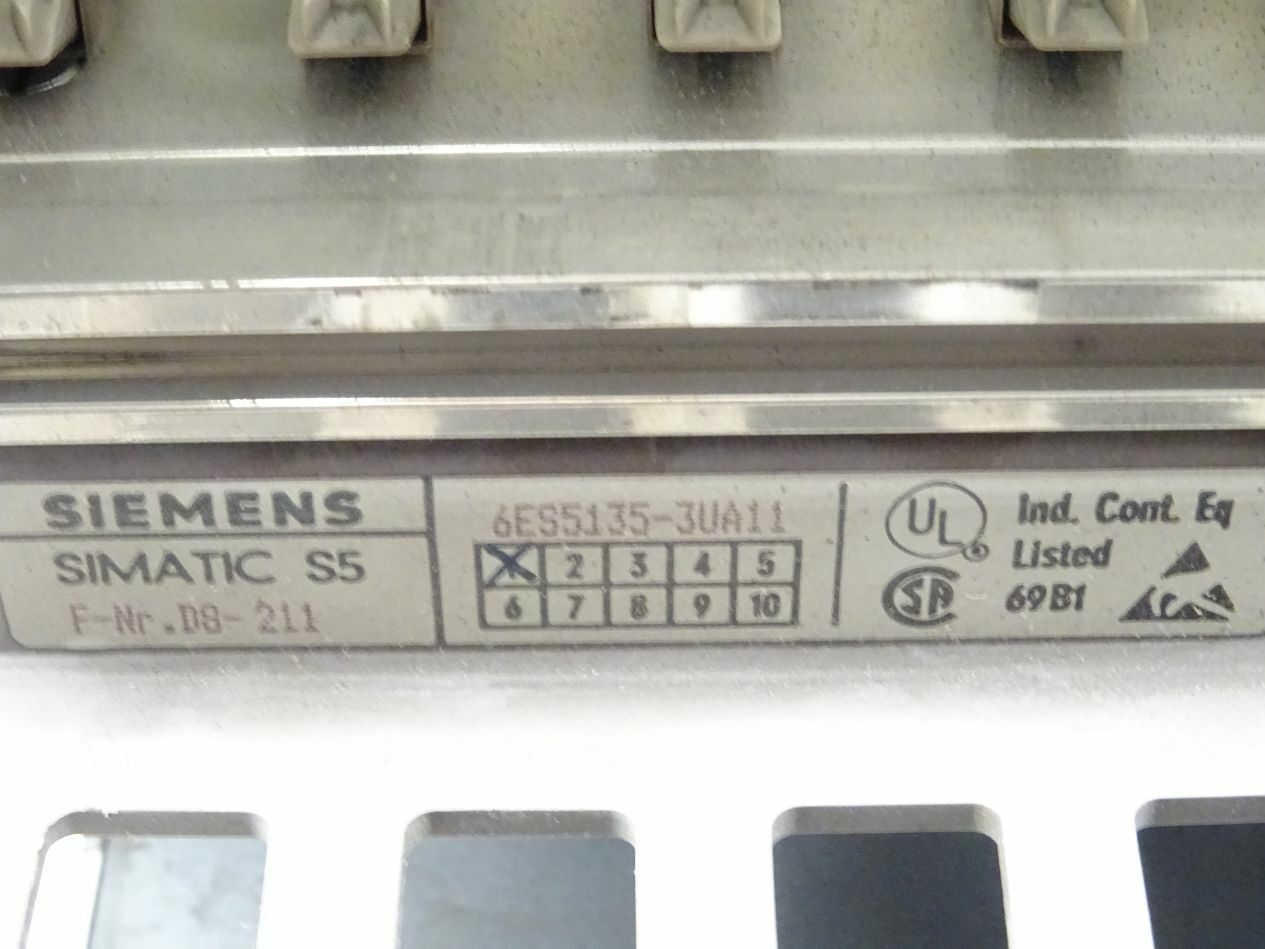 SIEMENS
SIMATIC S5
F-Nr.D8- 211
6ES5135-3UA11
1 2 3 4 5
6 7 8 9 10
UL
Ind. Cont. Eq
Listed
69B1